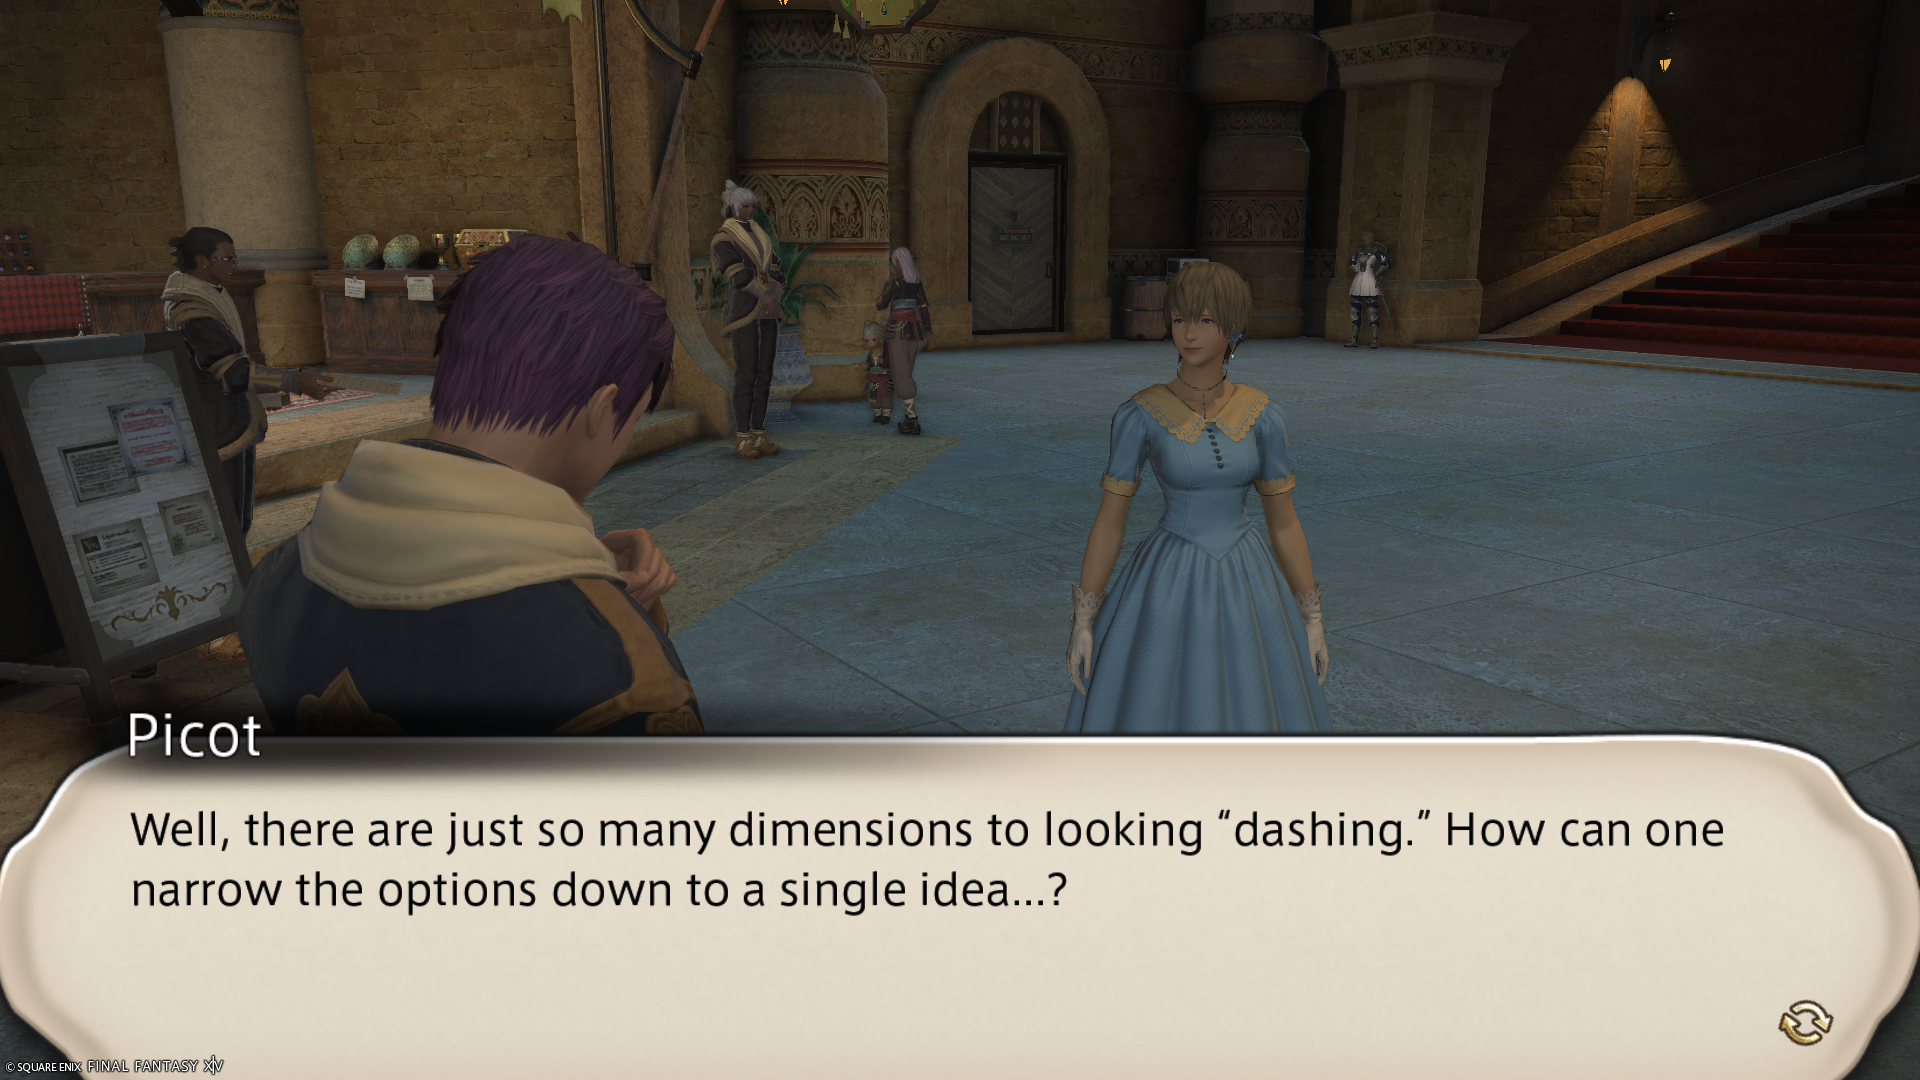 Picot
Well, there are just so many dimensions to looking “dashing.” How can one
narrow the options down to a single idea...?
© SQUARE ENIX FINAL FANTASY XIV